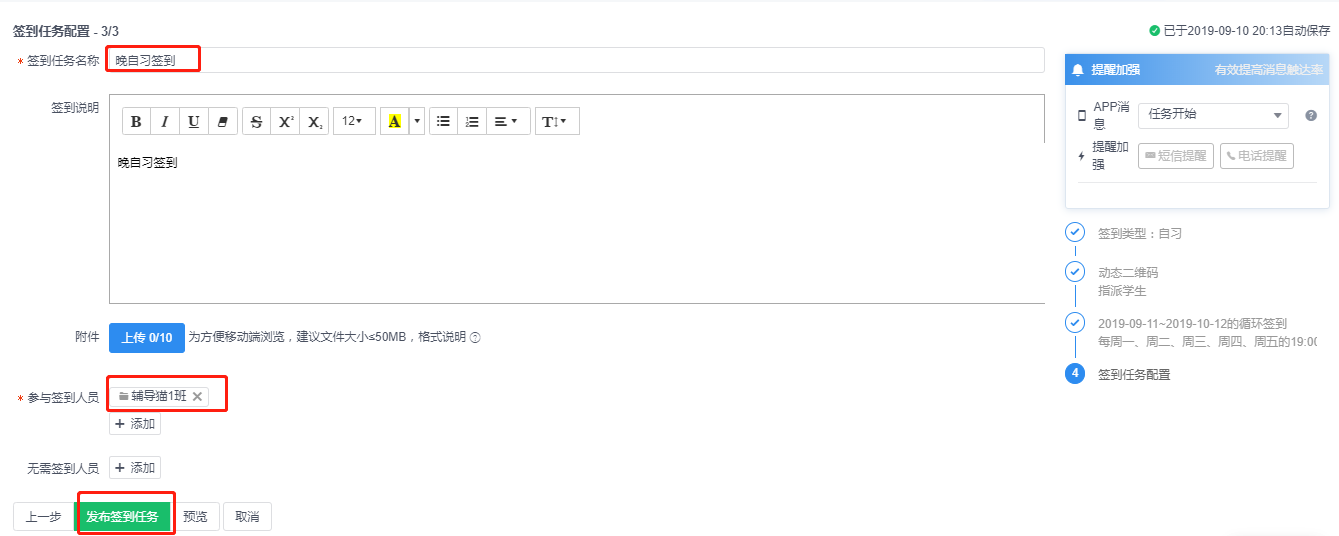 签到任务配置 - 3/3
已于2019-09-10 20:13自动保存
* 签到任务名称
晚自习签到
签到说明
B I U S X² X₂ 12 A T
晚自习签到
附件
上传 0/10
为方便移动端浏览，建议文件大小≤50MB，格式说明 ?
* 参与签到人员
辅导猫1班
+ 添加
无需签到人员
+ 添加
上一步
发布签到任务
预览
取消
提醒加强
有效提高消息触达率
APP消
息
任务开始
?
提醒加
强
短信提醒
电话提醒
签到类型：自习
动态二维码
指派学生
2019-09-11~2019-10-12的循环签到
每周一、周二、周三、周四、周五的19:00
4
签到任务配置